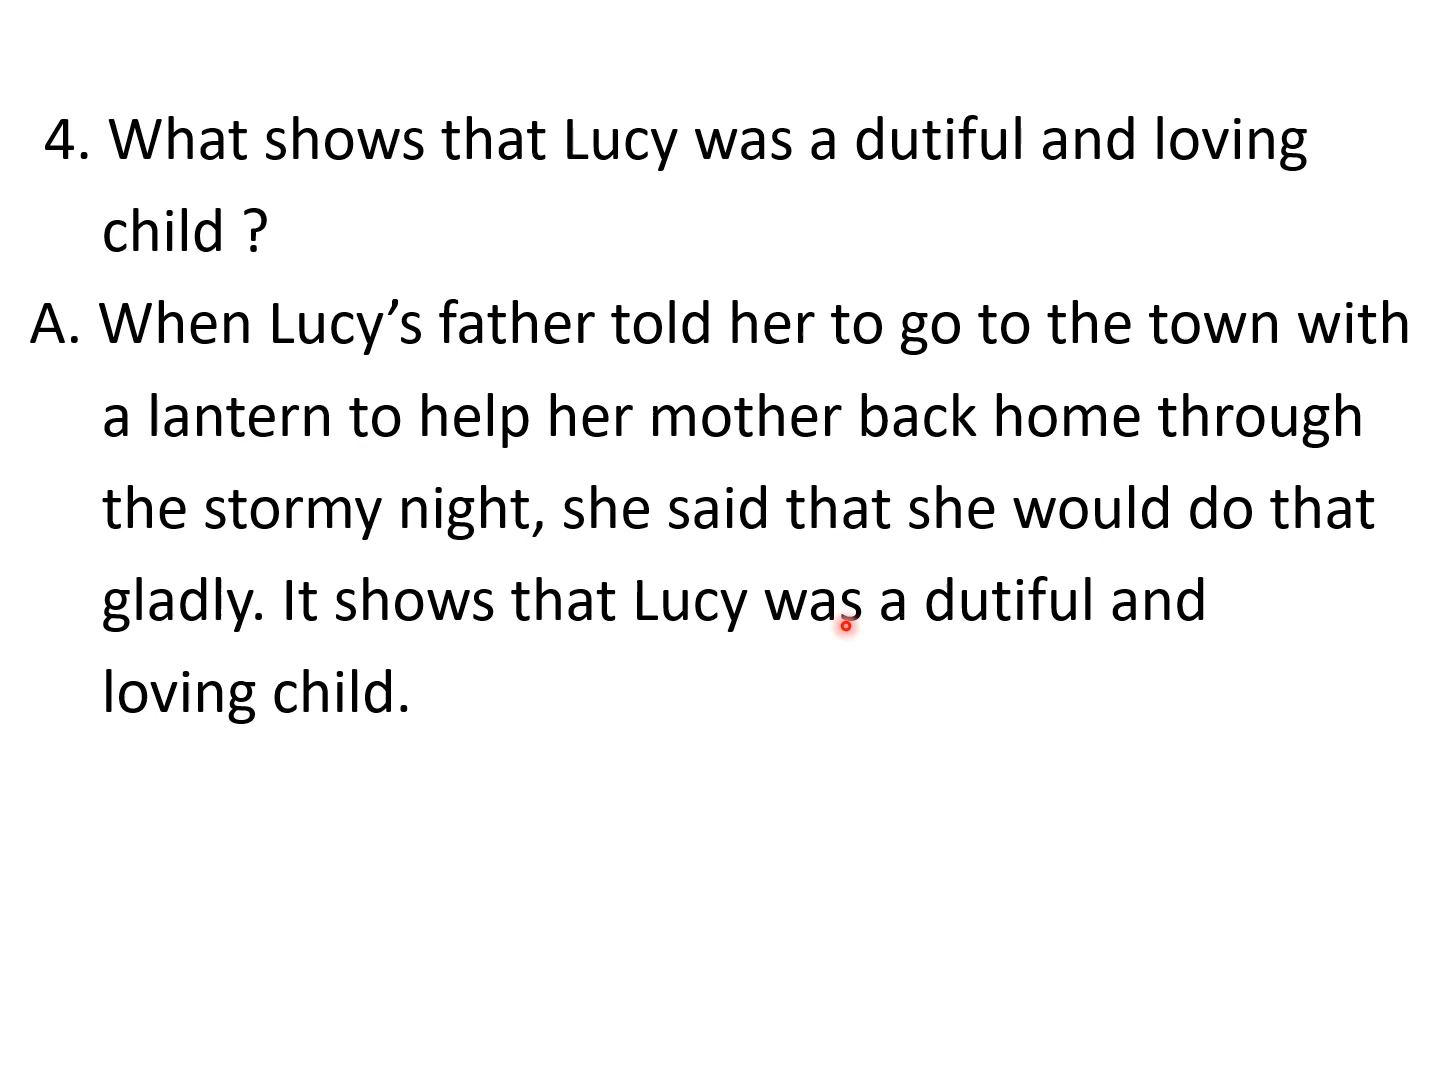 4. What shows that Lucy was a dutiful and loving
child ?
A. When Lucy’s father told her to go to the town with
a lantern to help her mother back home through
the stormy night, she said that she would do that
gladly. It shows that Lucy was a dutiful and
loving child.